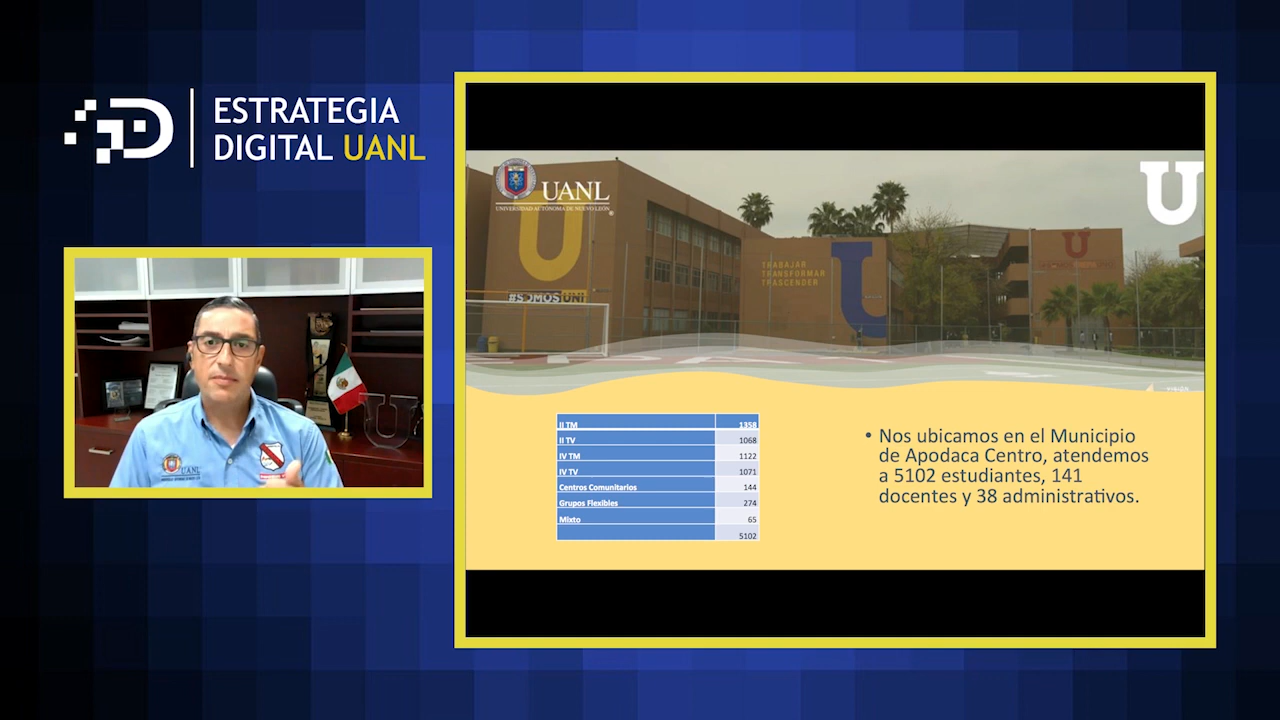 ESTRATEGIA
DIGITAL UANL
UANL
UNIVERSIDAD AUTÓNOMA DE NUEVO LEÓN
U
#SOMOSUNI
TRABAJAR
TRANSFORMAR
TRASCENDER
II TM 1358
II TV 1068
IV TM 1122
IV TV 1071
Centros Comunitarios 144
Grupos Flexibles 274
Mixto 65
5102
• Nos ubicamos en el Municipio
de Apodaca Centro, atendemos
a 5102 estudiantes, 141
docentes y 38 administrativos.
UANL